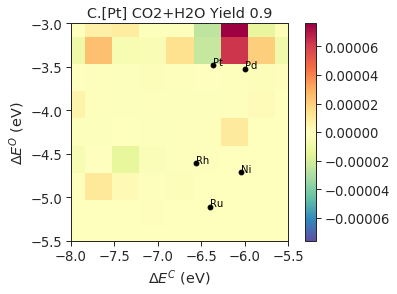 C.[Pt] CO2+H2O Yield 0.9
−3.0
−3.5
−4.0
−4.5
−5.0
−5.5
ΔE^O (eV)
Pt
Pd
Rh
Ni
Ru
−8.0 −7.5 −7.0 −6.5 −6.0 −5.5
ΔE^C (eV)
0.00006
0.00004
0.00002
0.00000
−0.00002
−0.00004
−0.00006